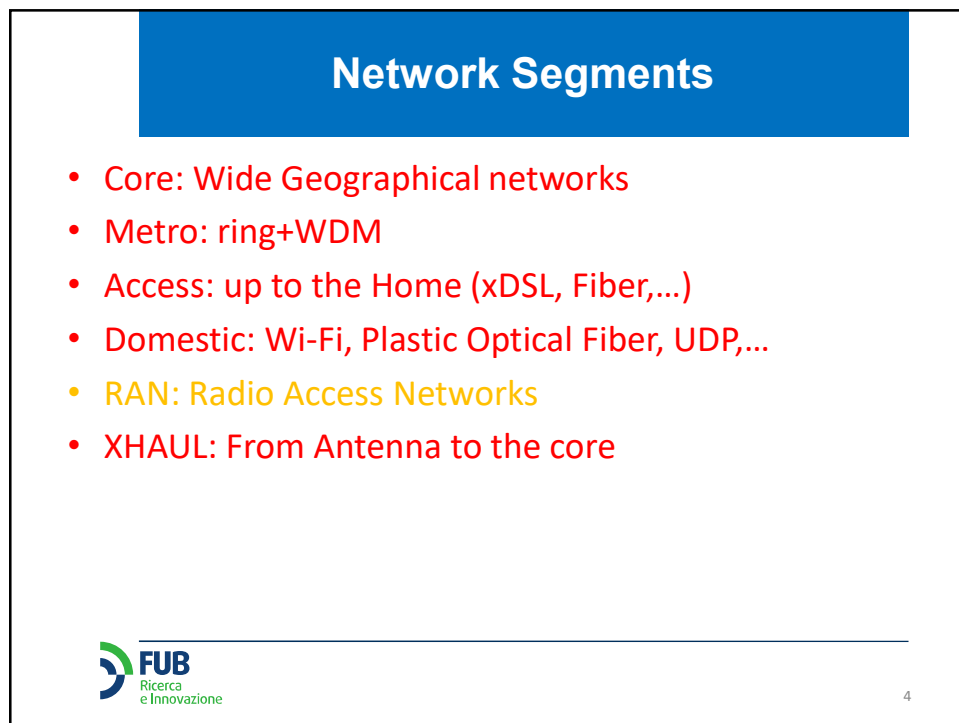 Network Segments
• Core: Wide Geographical networks
• Metro: ring+WDM
• Access: up to the Home (xDSL, Fiber,…)
• Domestic: Wi-Fi, Plastic Optical Fiber, UDP,…
• RAN: Radio Access Networks
• XHAUL: From Antenna to the core
FUB
Ricerca
e Innovazione
4